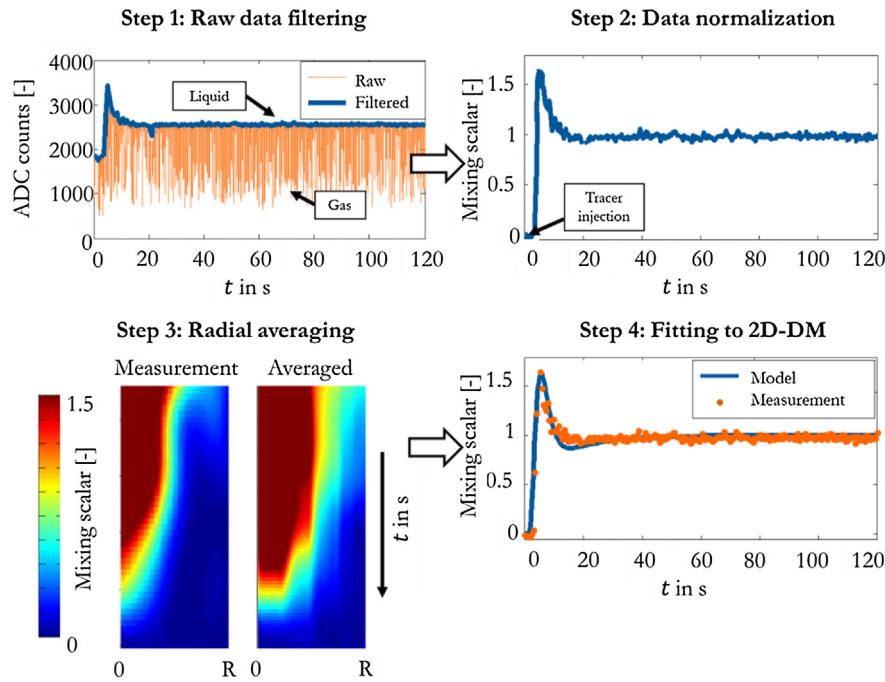 Step 1: Raw data filtering
ADC counts [-]
4000
3000
2000
1000
0
Liquid
Gas
Raw
Filtered
0 20 40 60 80 100 120
t in s
Step 2: Data normalization
Mixing scalar [-]
1.5
1
0.5
0
Tracer
injection
0 20 40 60 80 100 120
t in s
Step 3: Radial averaging
Measurement Averaged
Mixing scalar [-]
1.5
0
t in s
0 R 0 R
Step 4: Fitting to 2D-DM
Mixing scalar [-]
1.5
1
0.5
0
Model
Measurement
0 20 40 60 80 100 120
t in s